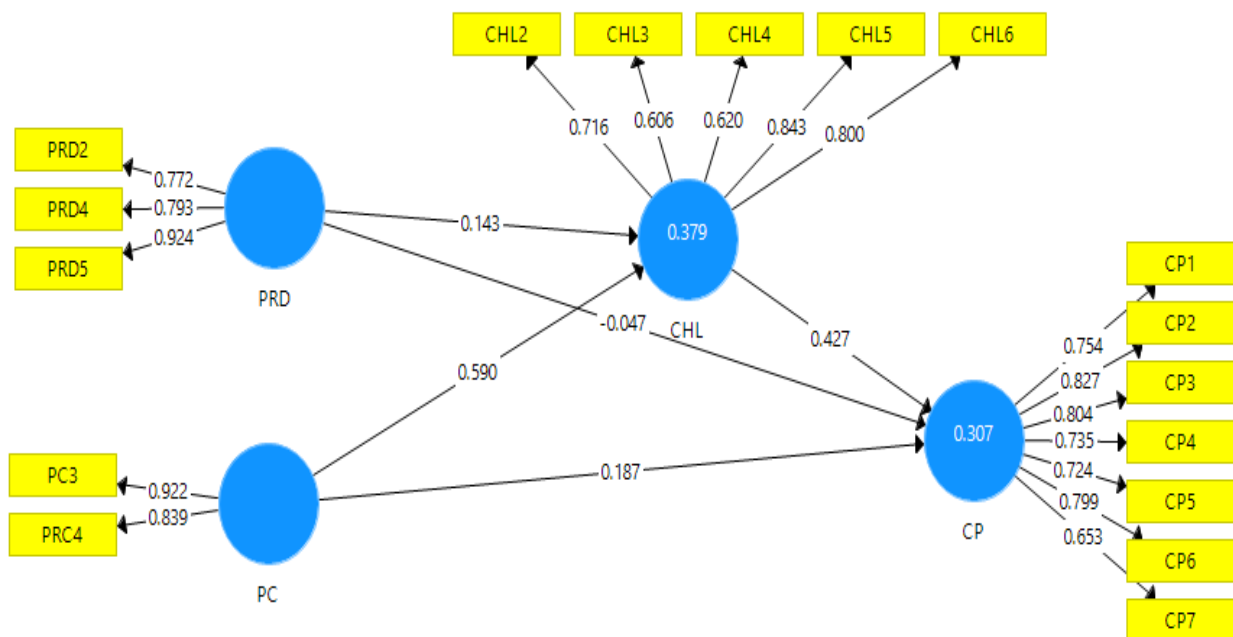 CHL2
CHL3
CHL4
CHL5
CHL6
0.716
0.606
0.620
0.843
0.800
PRD2
PRD4
PRD5
0.772
0.793
0.924
PRD
0.143
0.379
CHL
-0.047
0.590
0.427
0.187
PC3
PRC4
0.922
0.839
PC
0.307
CP
0.754
0.827
0.804
0.735
0.724
0.799
0.653
CP1
CP2
CP3
CP4
CP5
CP6
CP7